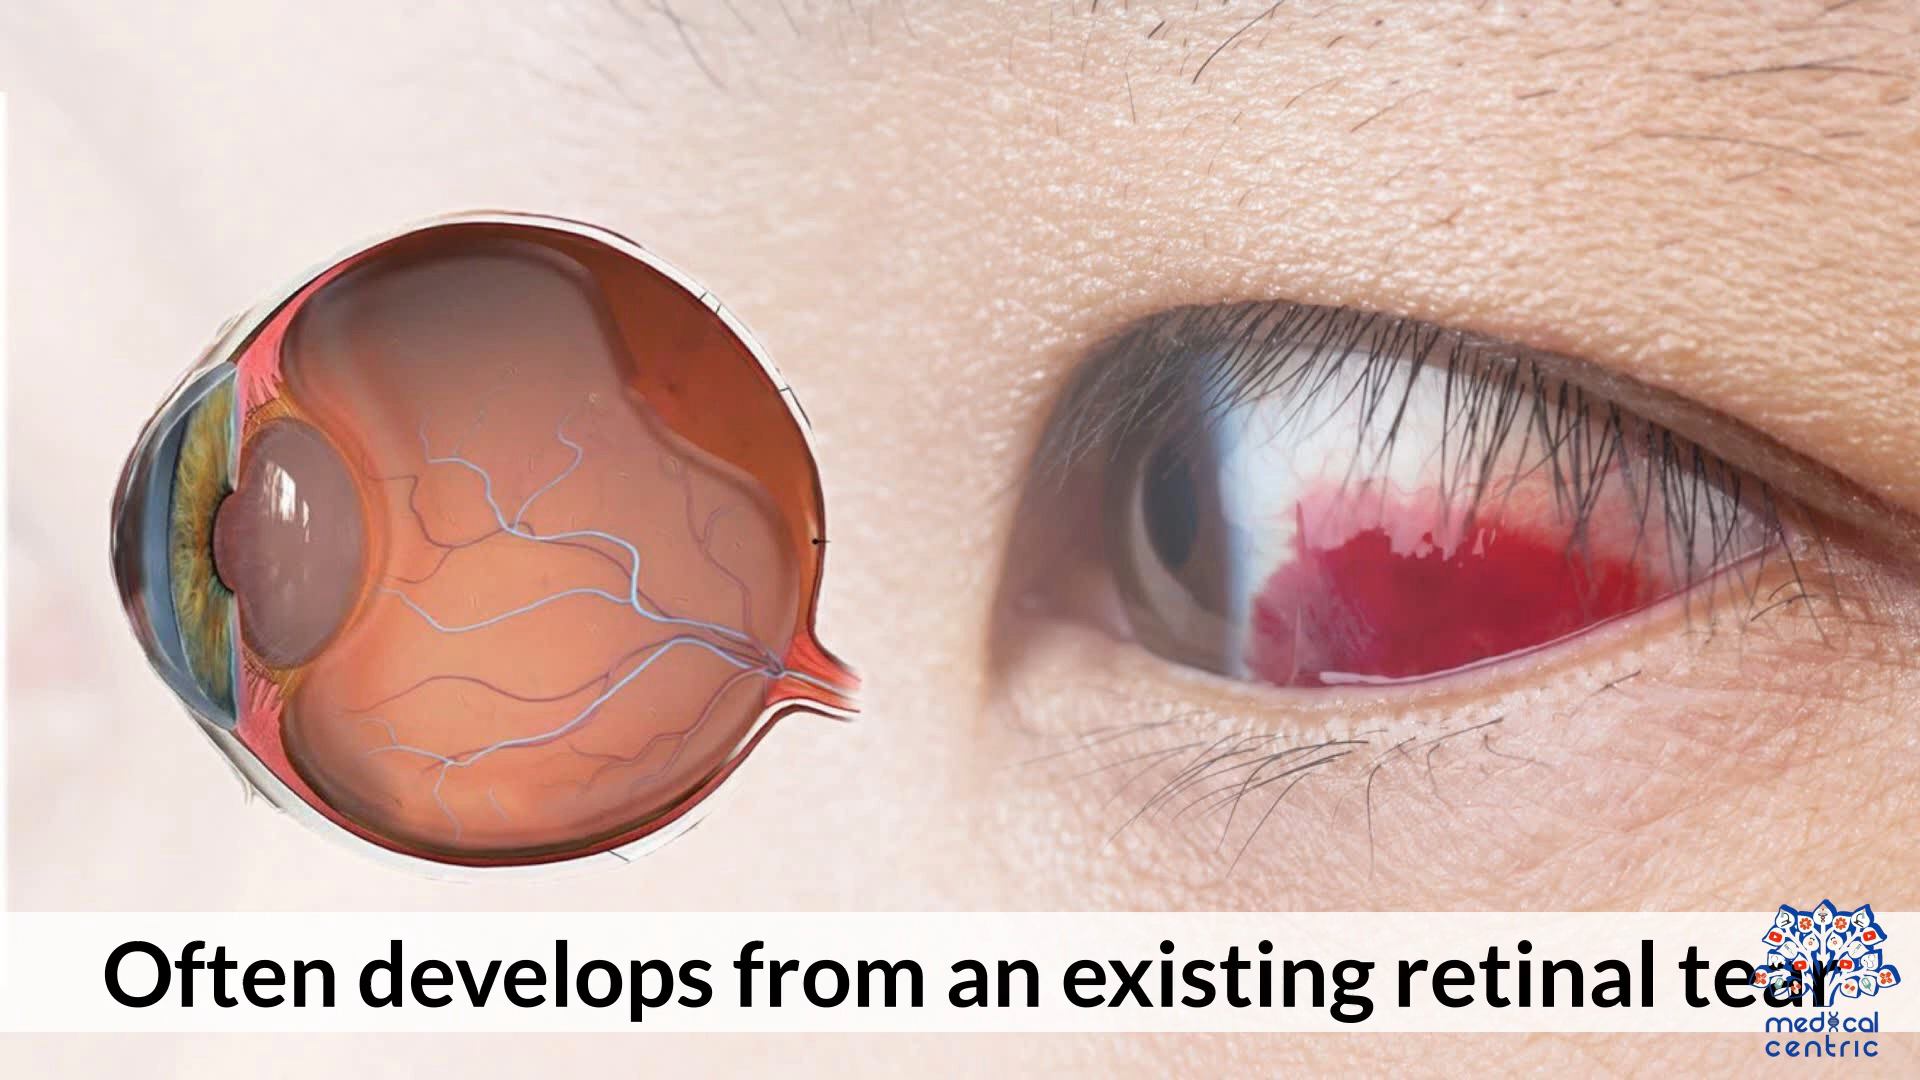 Often develops from an existing retinal tear
medical
centric